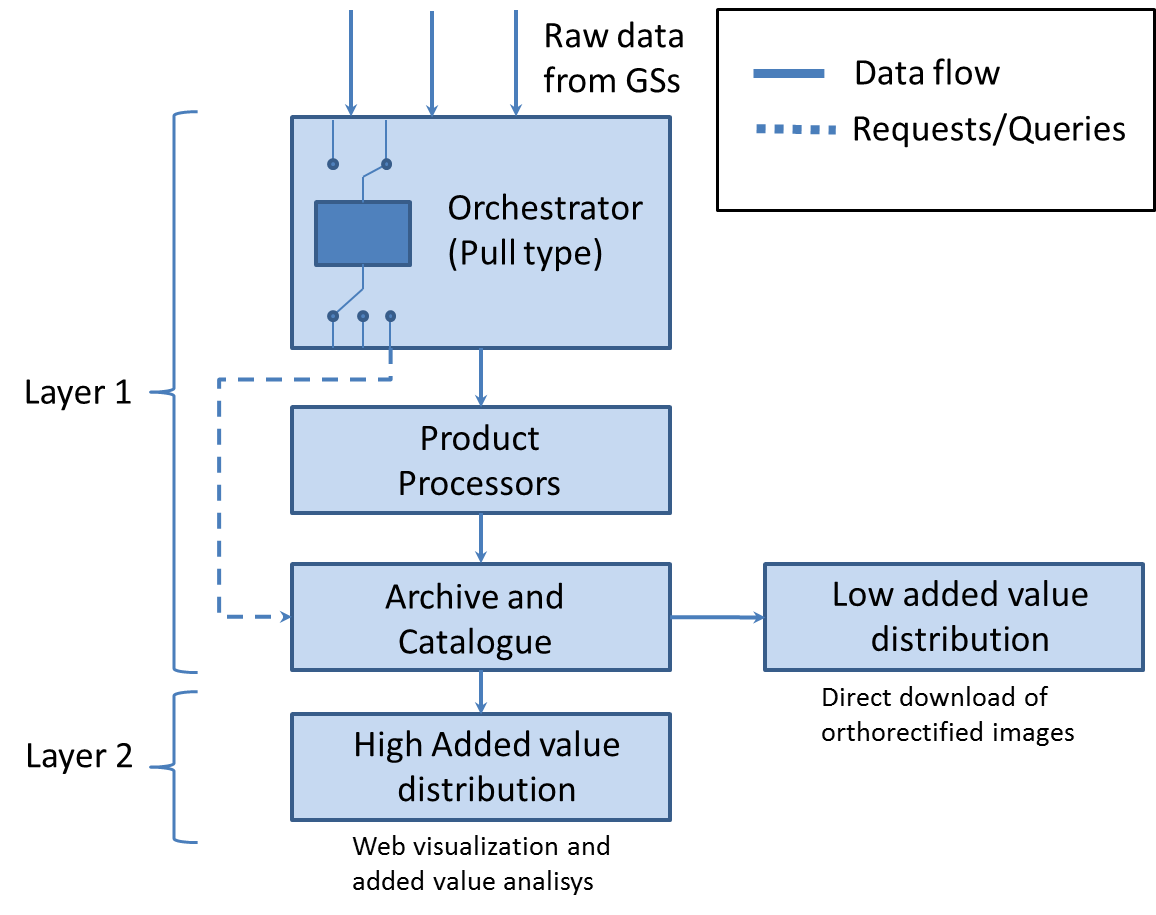 Raw data
from GSs
Data flow
Requests/Queries
Orchestrator
(Pull type)
Layer 1
Product
Processors
Archive and
Catalogue
Low added value
distribution
Direct download of
orthorectified images
Layer 2
High Added value
distribution
Web visualization and
added value analisys